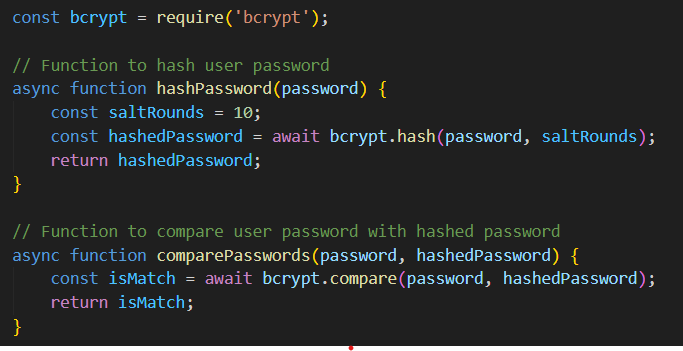 const bcrypt = require('bcrypt');
// Function to hash user password
async function hashPassword(password) {
    const saltRounds = 10;
    const hashedPassword = await bcrypt.hash(password, saltRounds);
    return hashedPassword;
}
// Function to compare user password with hashed password
async function comparePasswords(password, hashedPassword) {
    const isMatch = await bcrypt.compare(password, hashedPassword);
    return isMatch;
}